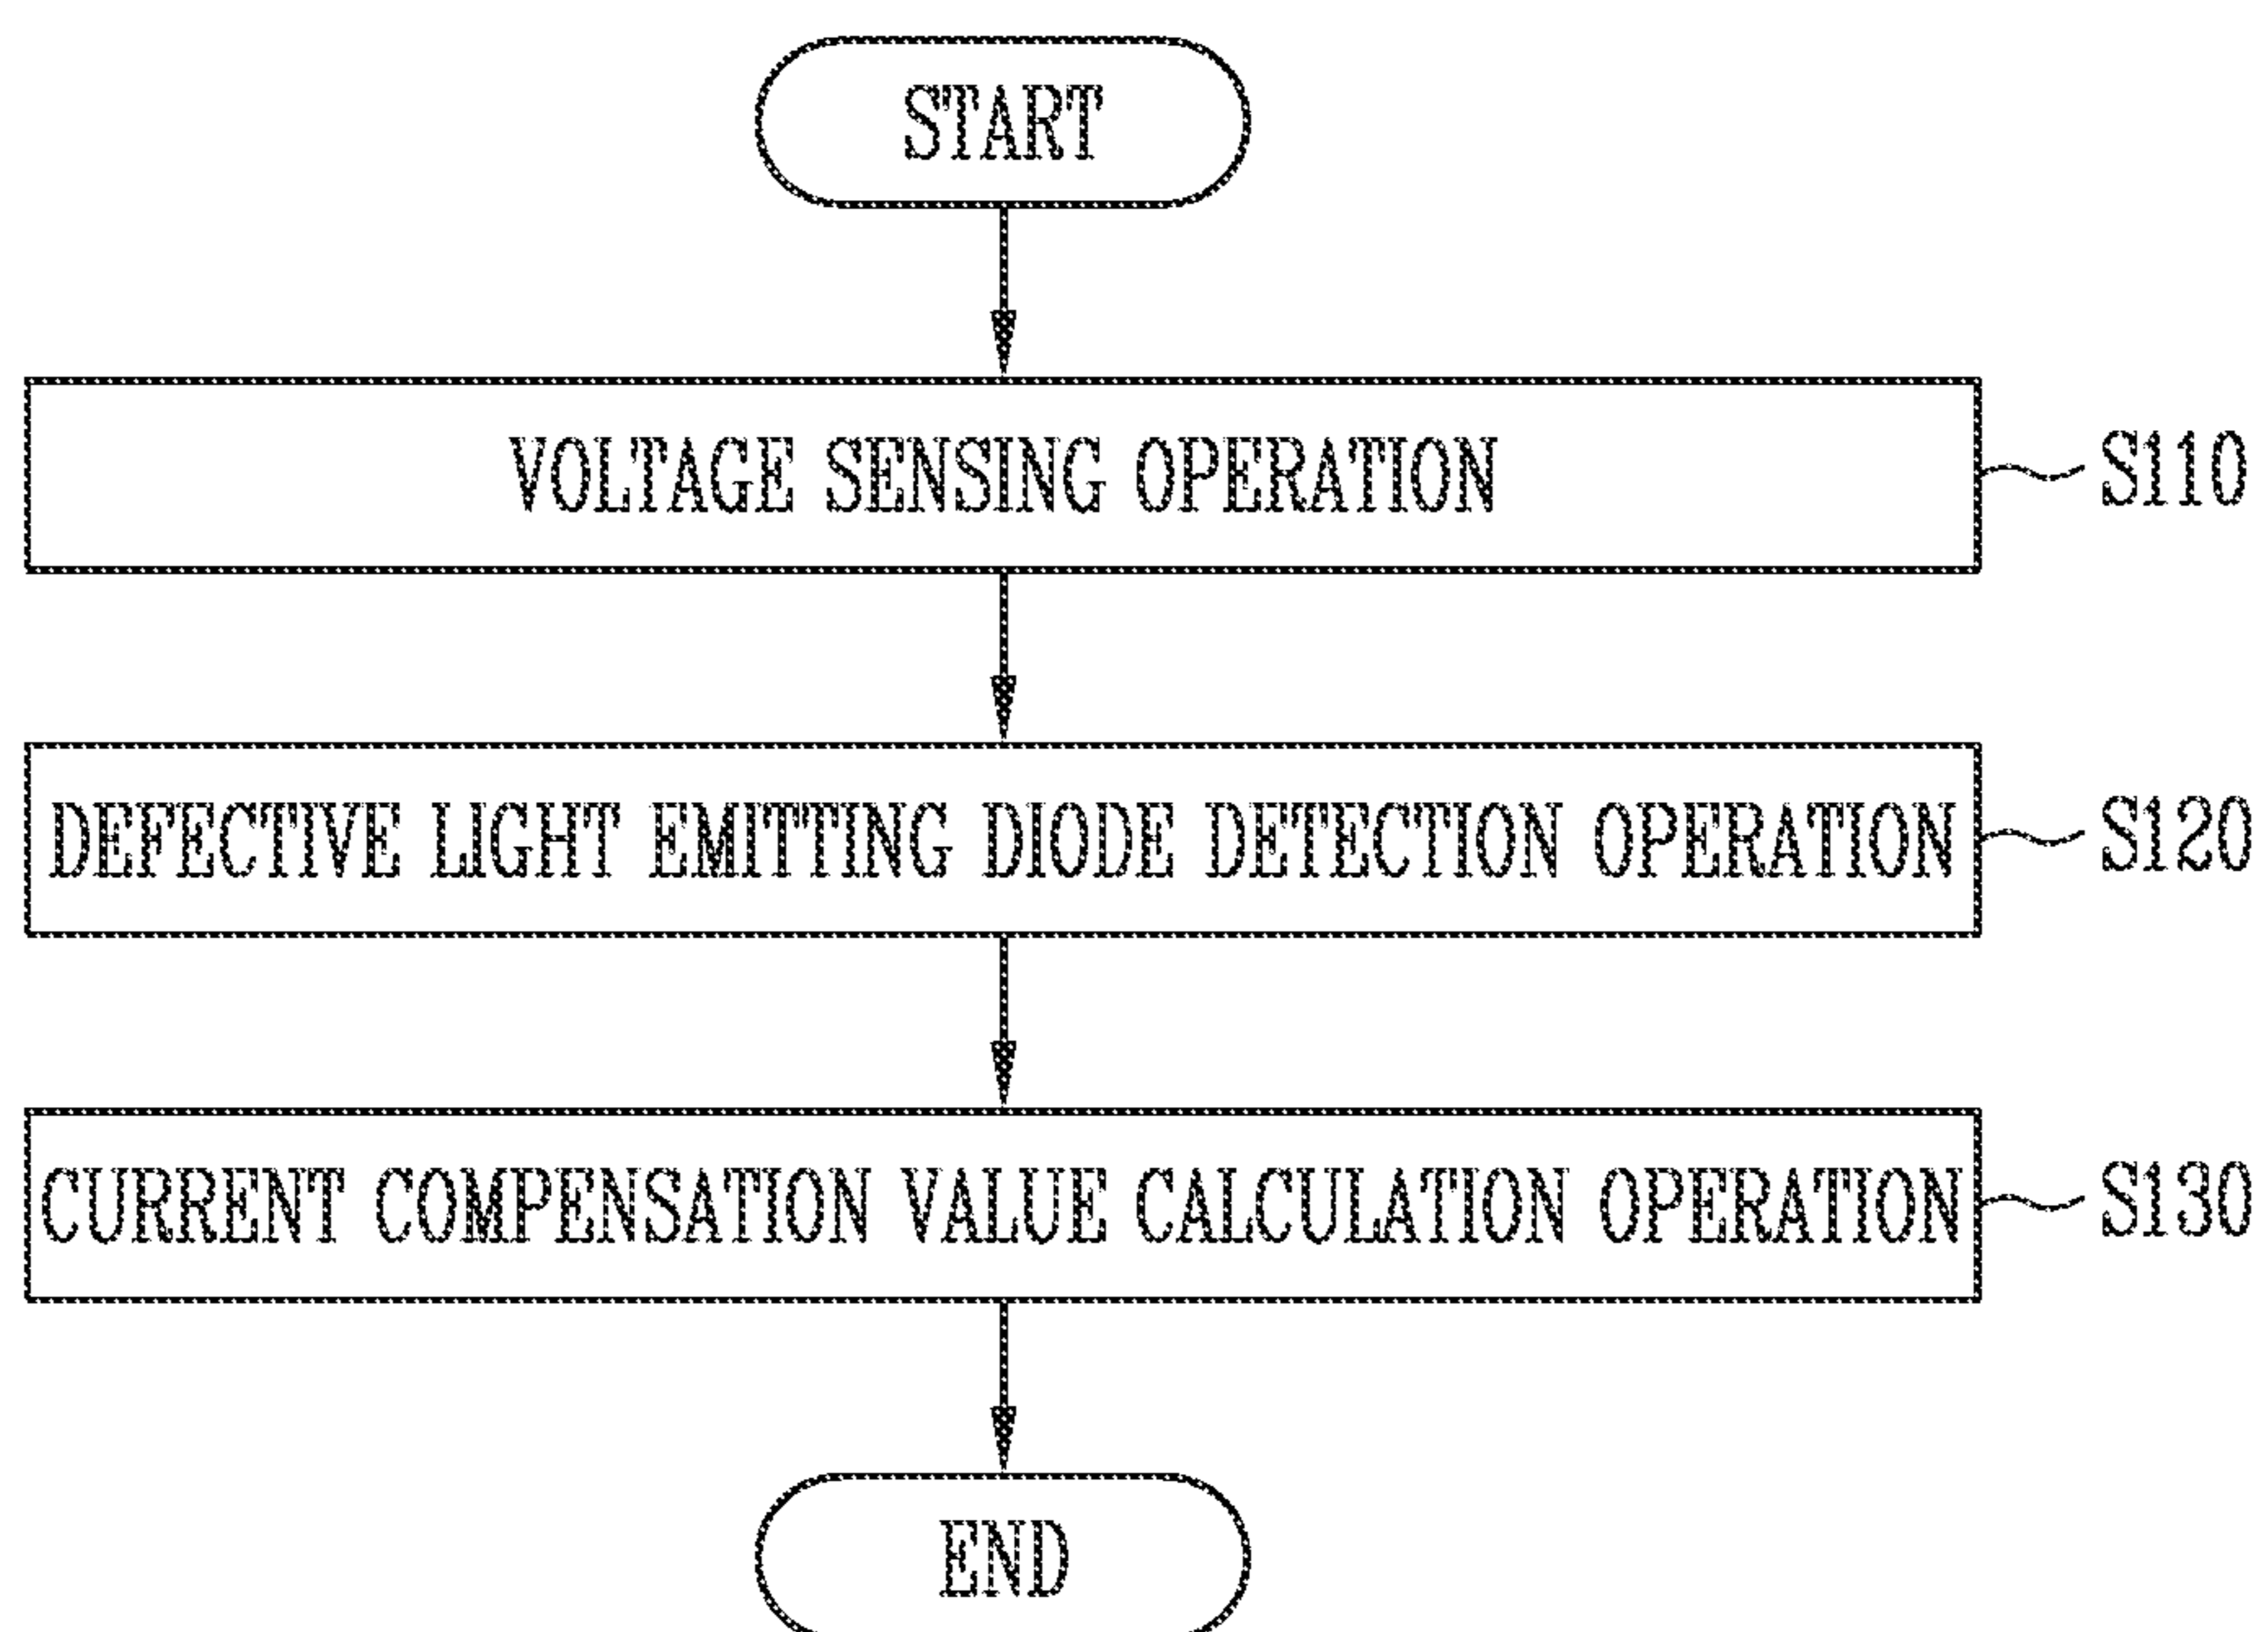 START
VOLTAGE SENSING OPERATION
S110
DEFECTIVE LIGHT EMITTING DIODE DETECTION OPERATION
S120
CURRENT COMPENSATION VALUE CALCULATION OPERATION
S130
END